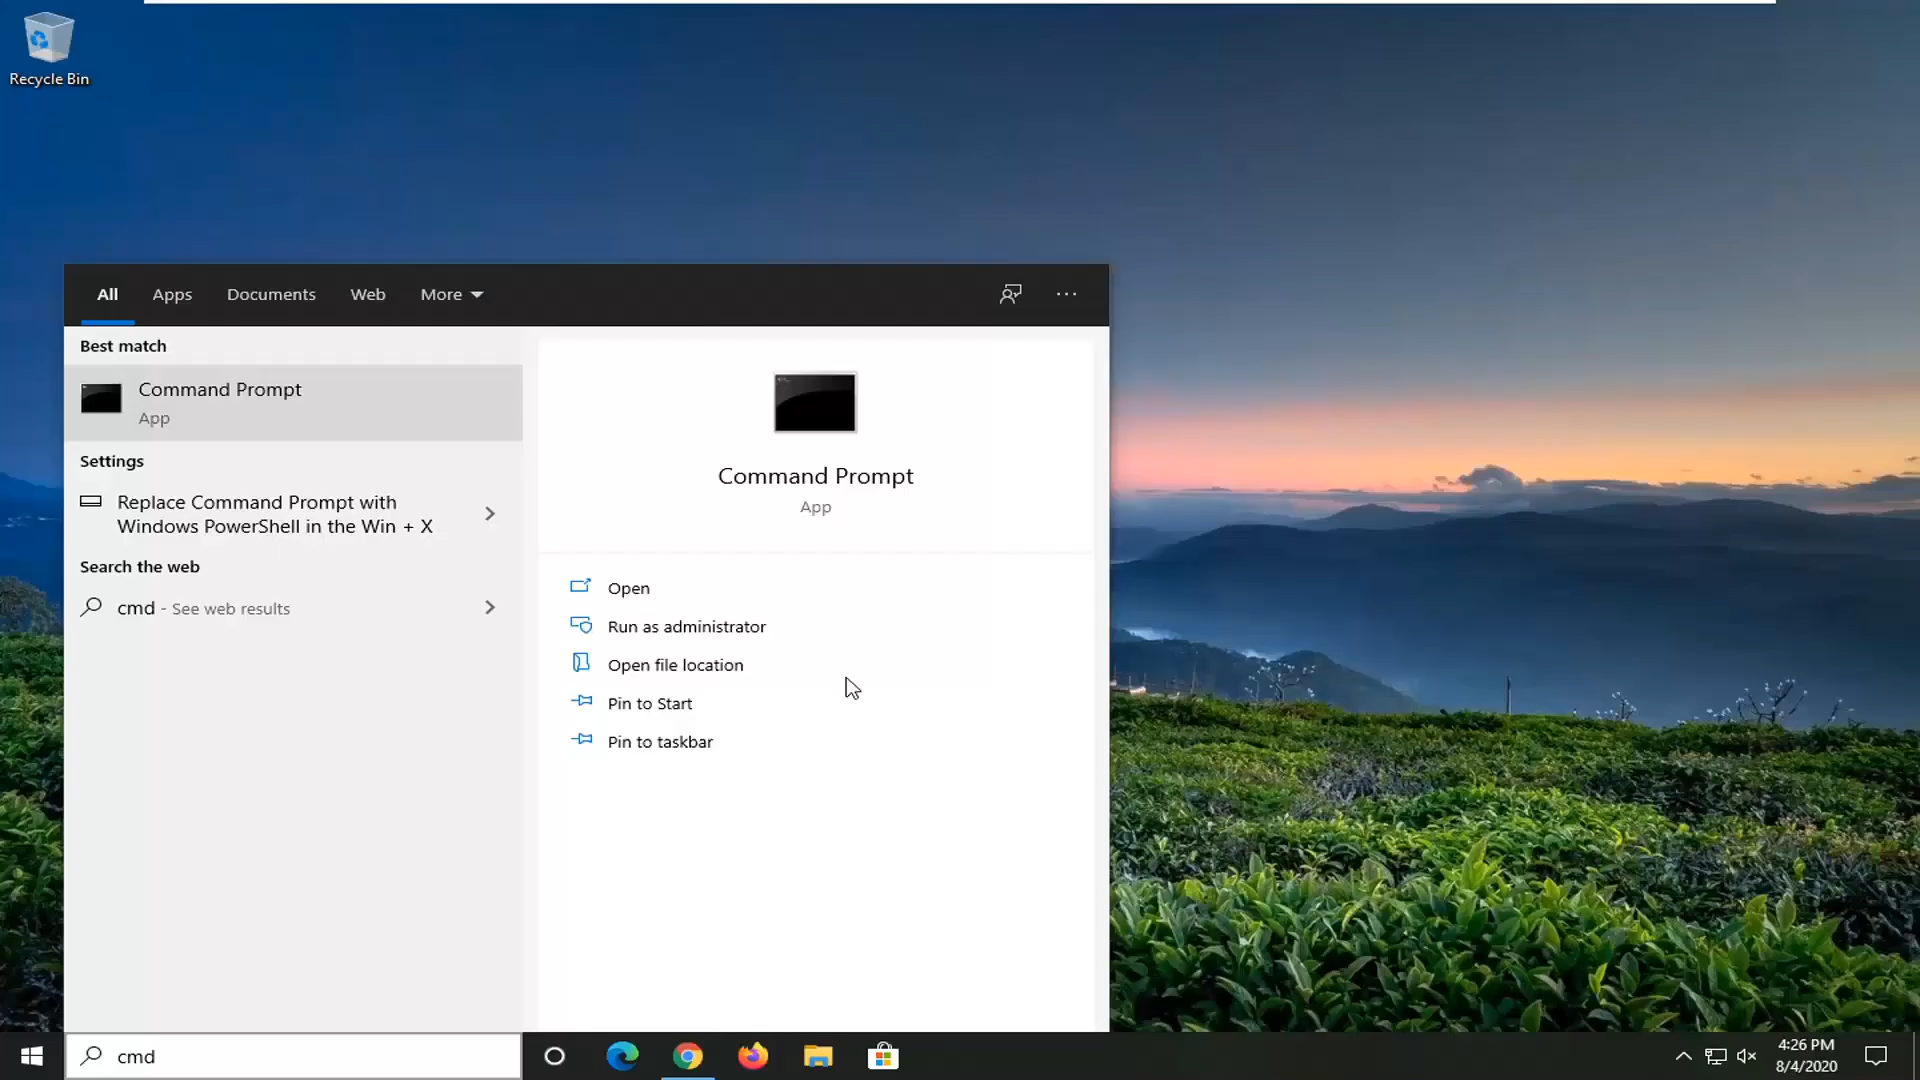 Recycle Bin
All Apps Documents Web More
Best match
Command Prompt
App
Settings
Replace Command Prompt with
Windows PowerShell in the Win + X
Search the web
cmd - See web results
Command Prompt
App
Open
Run as administrator
Open file location
Pin to Start
Pin to taskbar
cmd
4:26 PM
8/4/2020